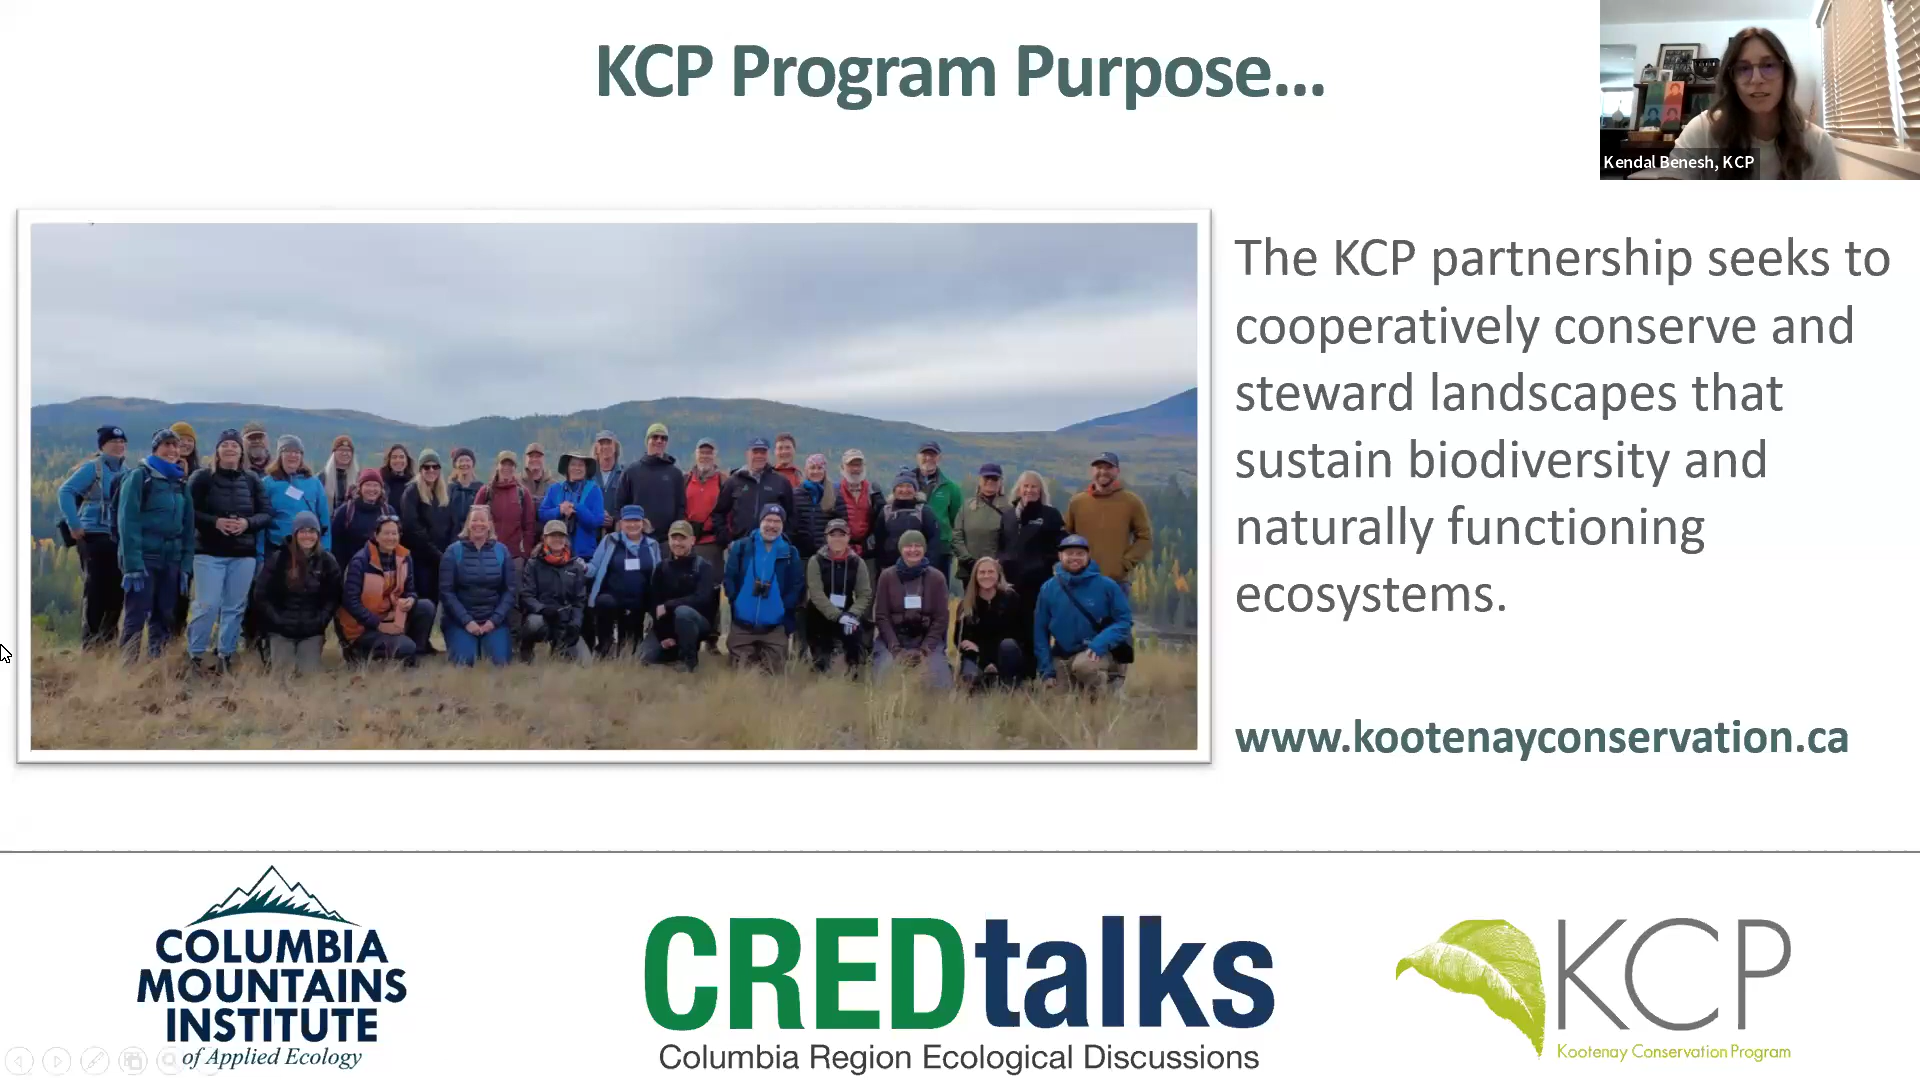 KCP Program Purpose...
Kendal Benesh, KCP
The KCP partnership seeks to
cooperatively conserve and
steward landscapes that
sustain biodiversity and
naturally functioning
ecosystems.
www.kootenayconservation.ca
COLUMBIA
MOUNTAINS
INSTITUTE
of Applied Ecology
CREDtalks
Columbia Region Ecological Discussions
KCP
Kootenay Conservation Program